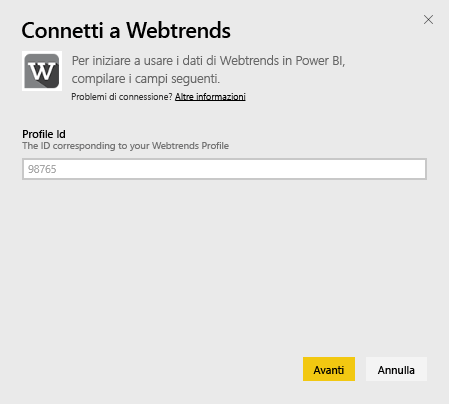 Connetti a Webtrends
W
Per iniziare a usare i dati di Webtrends in Power BI,
compilare i campi seguenti.
Problemi di connessione? Altre informazioni
Profile Id
The ID corresponding to your Webtrends Profile
98765
Avanti
Annulla